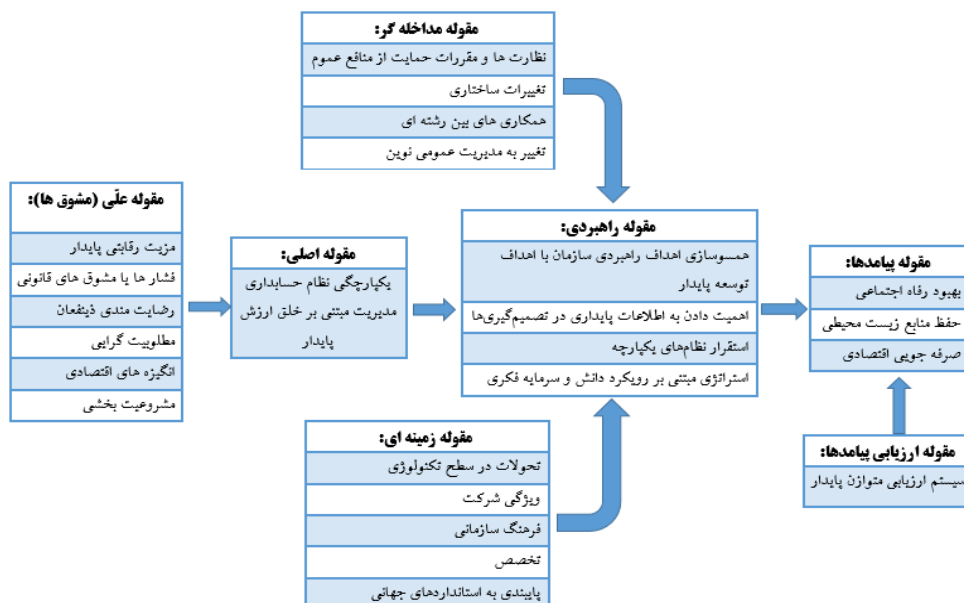 مقوله مداخله گر:
نظارت ها و مقررات حمایت از منافع عموم
تغییرات ساختاری
همکاری های بین رشته ای
تغییر به مدیریت عمومی نوین
مقوله علّی (مشوق ها):
مزیت رقابتی پایدار
فشار ها یا مشوق های قانونی
رضایت مندی ذینفعان
مطلوبیت گرایی
انگیزه های اقتصادی
مشروعیت بخشی
مقوله اصلی:
یکپارچگی نظام حسابداری
مدیریت مبتنی بر خلق ارزش
پایدار
مقوله راهبردی:
همسوسازی اهداف راهبردی سازمان با اهداف
توسعه پایدار
اهمیت دادن به اطلاعات پایداری در تصمیم‌گیری‌ها
استقرار نظام‌های یکپارچه
استراتژی مبتنی بر رویکرد دانش و سرمایه فکری
مقوله پیامدها:
بهبود رفاه اجتماعی
حفظ منابع زیست محیطی
صرفه جویی اقتصادی
مقوله زمینه ای:
تحولات در سطح تکنولوژی
ویژگی شرکت
فرهنگ سازمانی
تخصص
پایبندی به استانداردهای جهانی
مقوله ارزیابی پیامدها:
سیستم ارزیابی متوازن پایدار